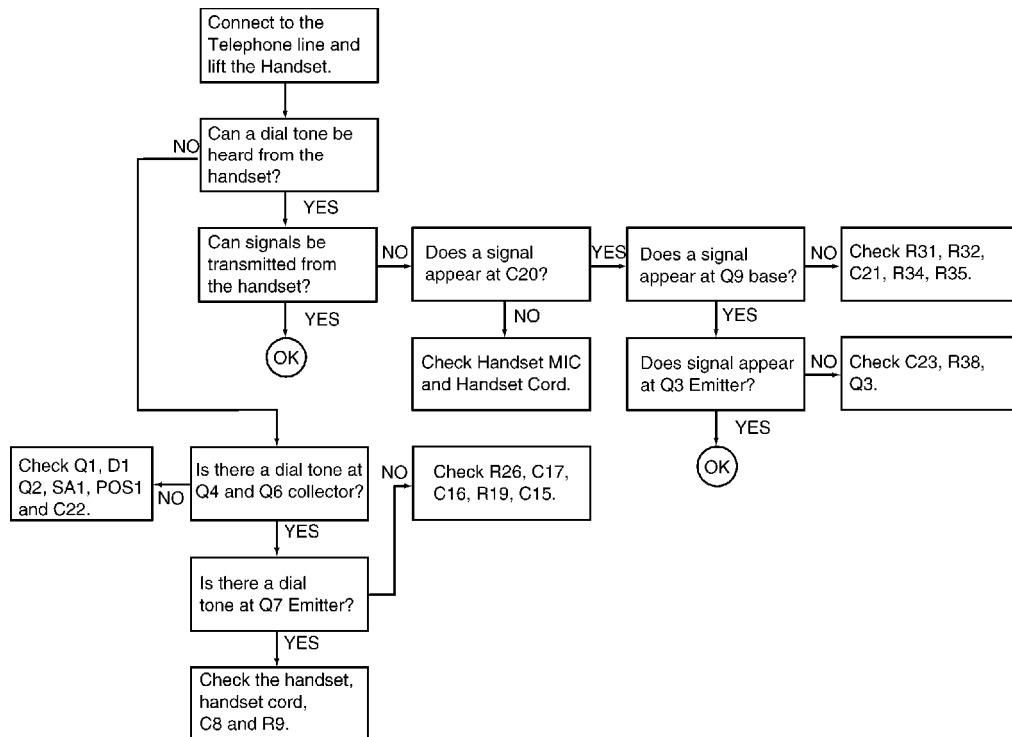 Connect to the
Telephone line and
lift the Handset.
NO
Can a dial tone be
heard from the
handset?
YES
Can signals be
transmitted from
the handset?
NO
Does a signal
appear at C20?
YES
Does a signal
appear at Q9 base?
NO
Check R31, R32,
C21, R34, R35.
YES
OK
NO
Check Handset MIC
and Handset Cord.
YES
Does signal appear
at Q3 Emitter?
NO
Check C23, R38,
Q3.
YES
OK
Check Q1, D1
Q2, SA1, POS1
and C22.
NO
Is there a dial tone at
Q4 and Q6 collector?
NO
Check R26, C17,
C16, R19, C15.
YES
Is there a dial
tone at Q7 Emitter?
YES
Check the handset,
handset cord,
C8 and R9.